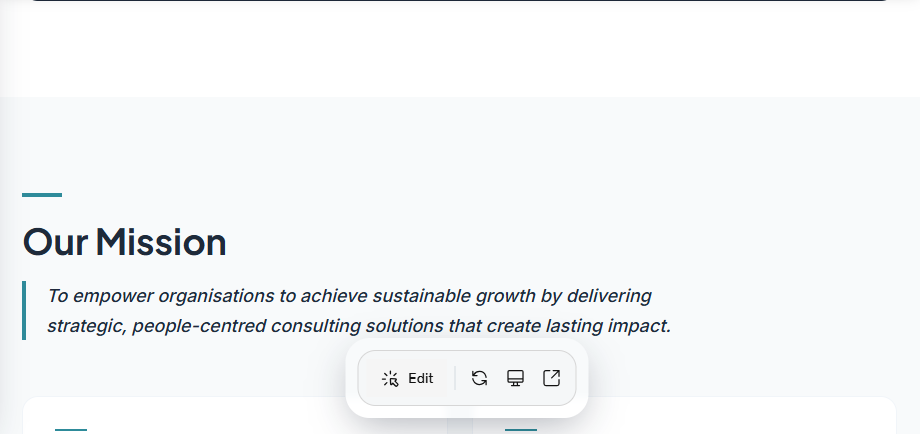 Our Mission
To empower organisations to achieve sustainable growth by delivering
strategic, people-centred consulting solutions that create lasting impact.
Edit